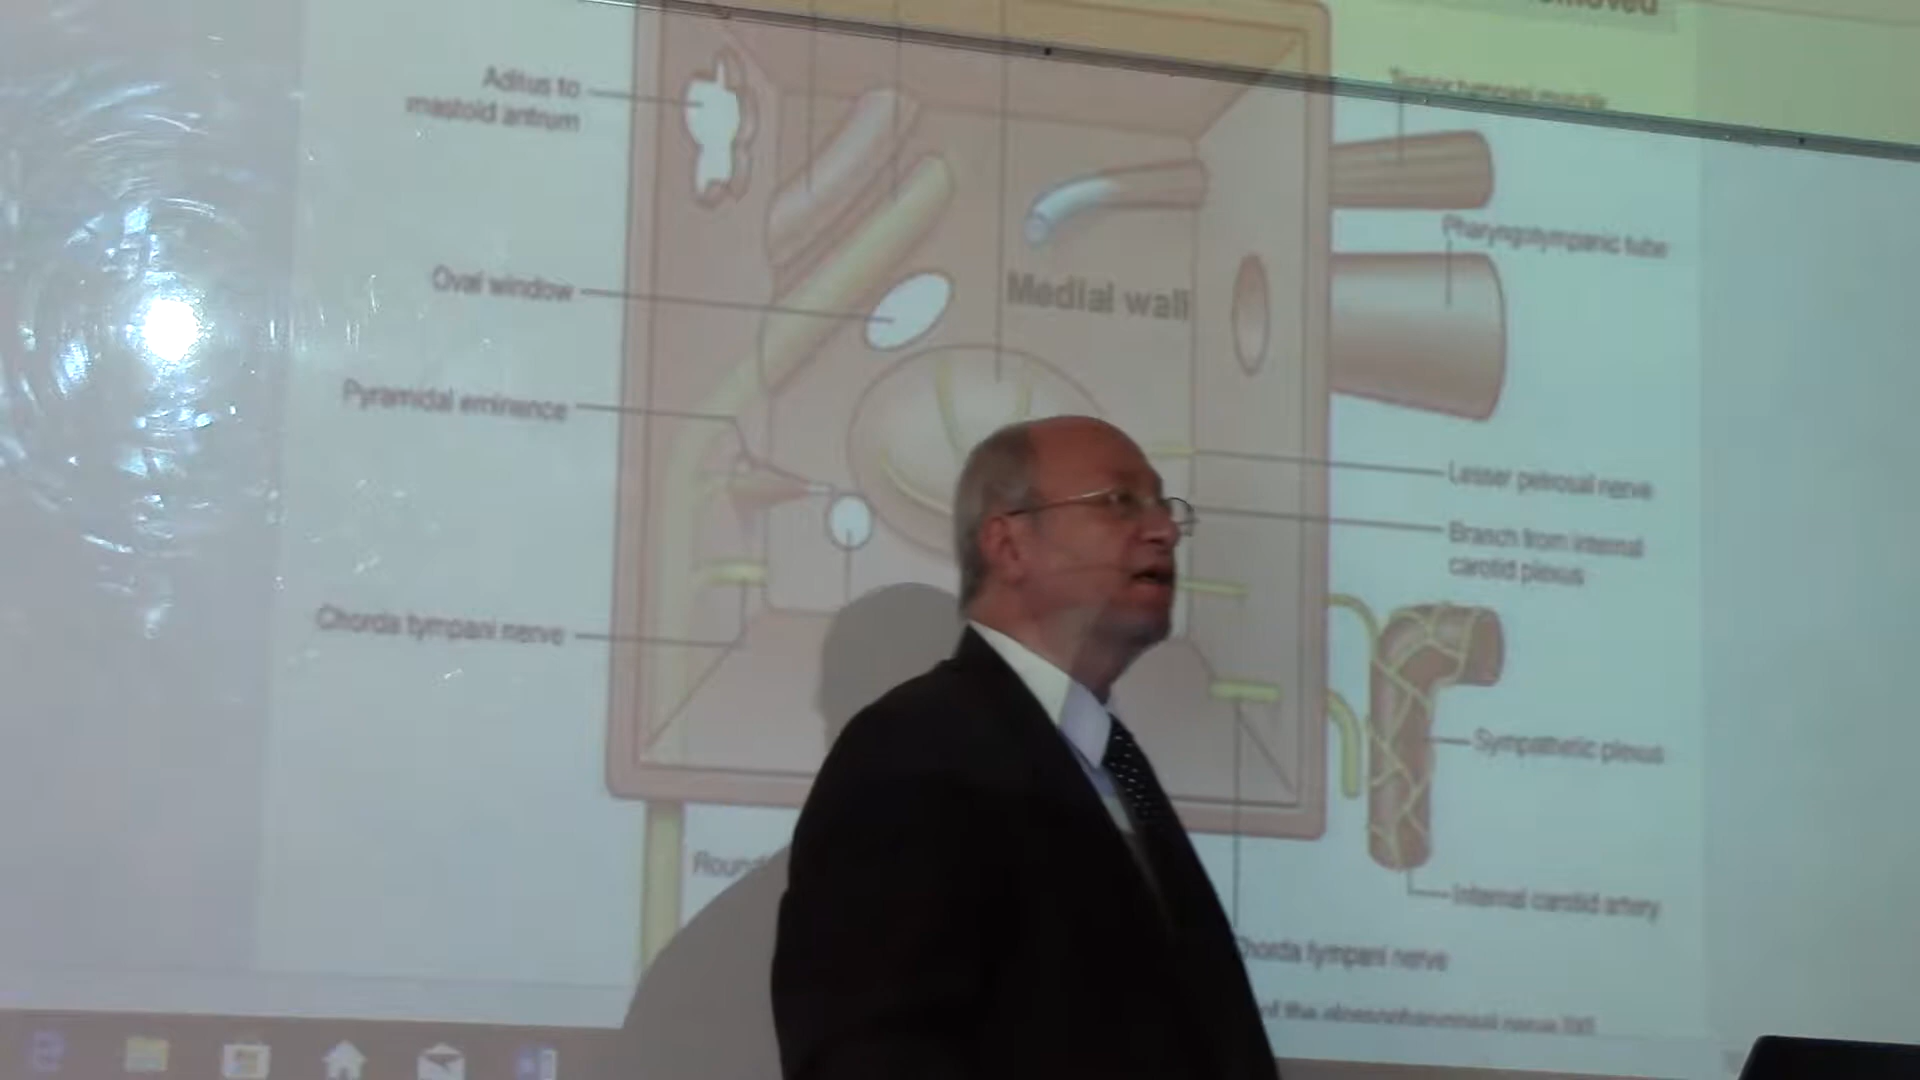 Aditus to
mastoid antrum
Tensor tympani muscle
Pharyngotympanic tube
Oval window
Medial wall
Pyramidal eminence
Lesser petrosal nerve
Branch from internal
carotid plexus
Chorda tympani nerve
Sympathetic plexus
Round
Internal carotid artery
Chorda tympani nerve